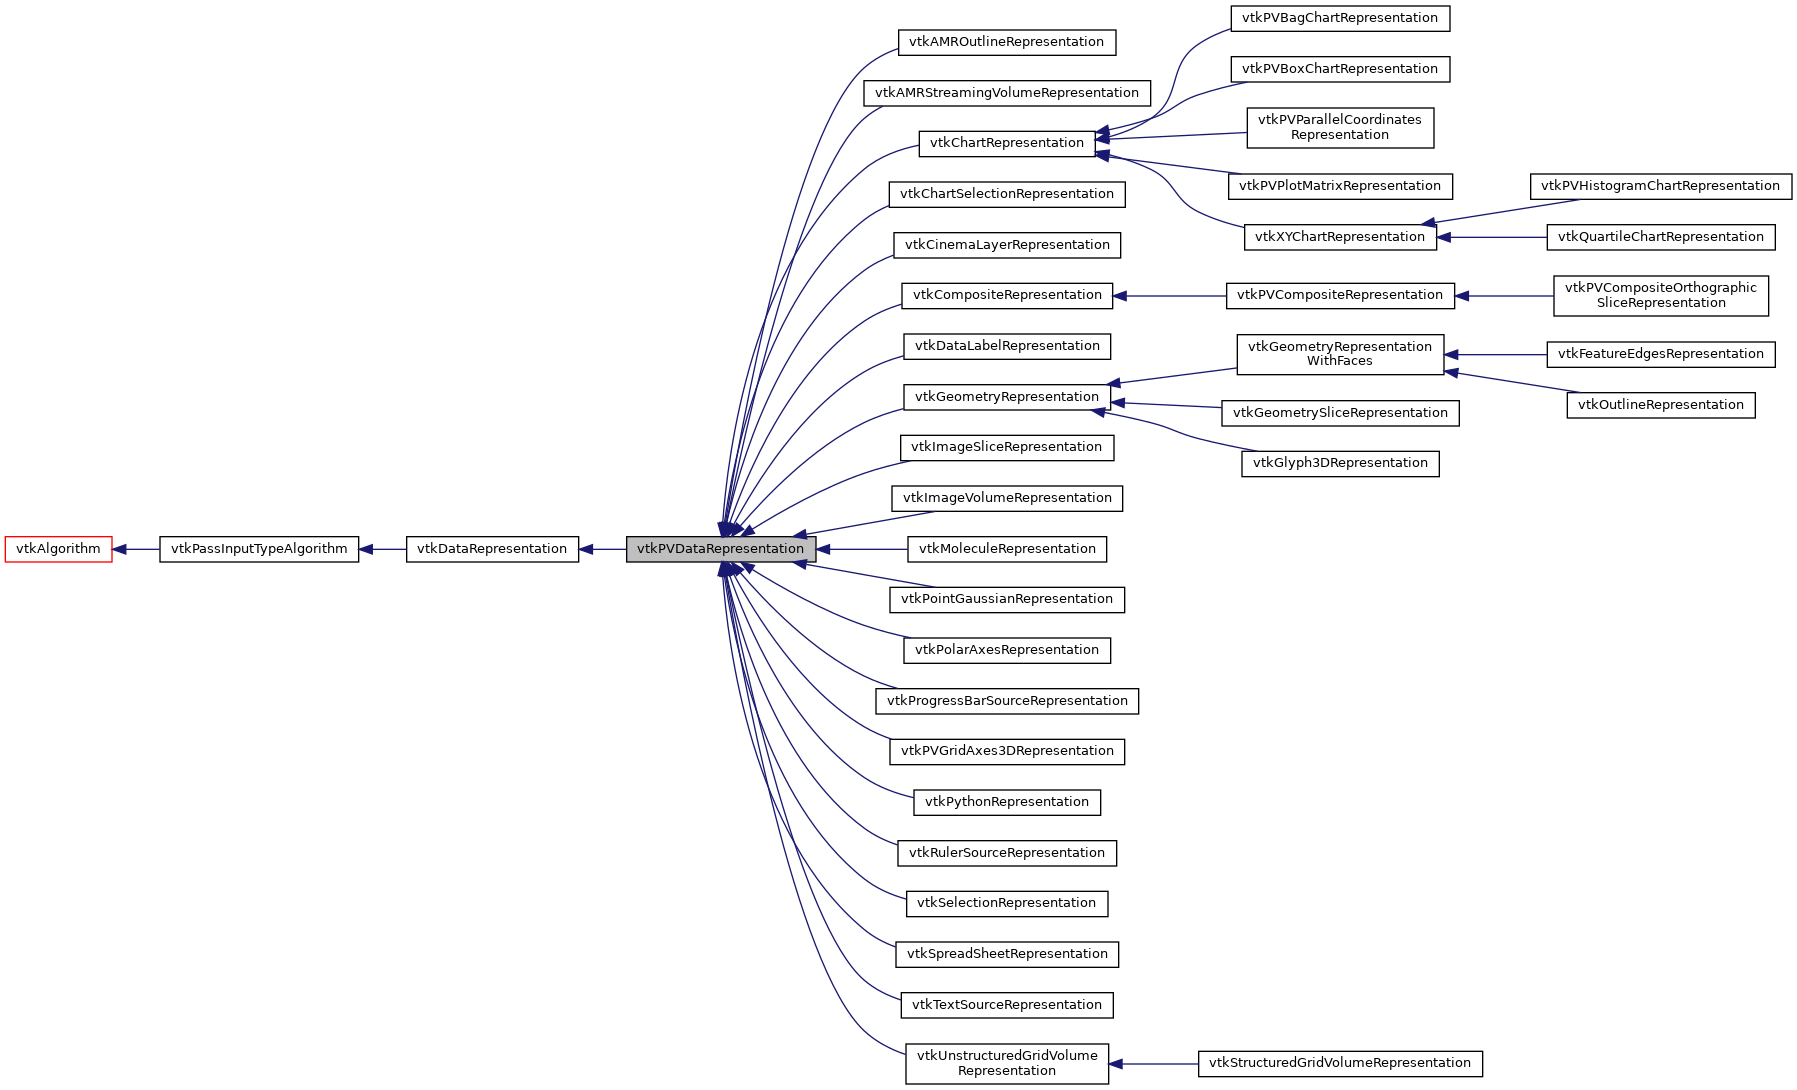 vtkPVBagChartRepresentation
vtkAMROutlineRepresentation
vtkPVBoxChartRepresentation
vtkAMRStreamingVolumeRepresentation
vtkPVParallelCoordinates
Representation
vtkChartRepresentation
vtkPVPlotMatrixRepresentation
vtkPVHistogramChartRepresentation
vtkChartSelectionRepresentation
vtkXYChartRepresentation
vtkQuartileChartRepresentation
vtkCinemaLayerRepresentation
vtkCompositeRepresentation
vtkPVCompositeRepresentation
vtkPVCompositeOrthographic
SliceRepresentation
vtkDataLabelRepresentation
vtkGeometryRepresentation
WithFaces
vtkFeatureEdgesRepresentation
vtkGeometryRepresentation
vtkOutlineRepresentation
vtkGeometrySliceRepresentation
vtkImageSliceRepresentation
vtkGlyph3DRepresentation
vtkImageVolumeRepresentation
vtkAlgorithm
vtkPassInputTypeAlgorithm
vtkDataRepresentation
vtkPVDataRepresentation
vtkMoleculeRepresentation
vtkPointGaussianRepresentation
vtkPolarAxesRepresentation
vtkProgressBarSourceRepresentation
vtkPVGridAxes3DRepresentation
vtkPythonRepresentation
vtkRulerSourceRepresentation
vtkSelectionRepresentation
vtkSpreadSheetRepresentation
vtkTextSourceRepresentation
vtkUnstructuredGridVolume
Representation
vtkStructuredGridVolumeRepresentation